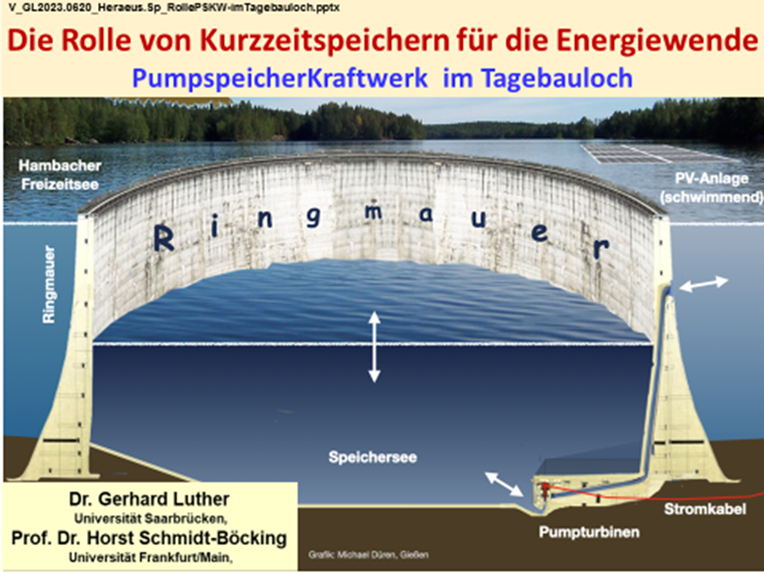 V_GL2023.0620_Heraeus.Sp_RollePSKW-imTagebauloch.pptx
Die Rolle von Kurzzeitspeichern für die Energiewende
PumpspeicherKraftwerk im Tagebauloch
Hambacher
Freizeitsee
PV-Anlage
(schwimmend)
Ringmauer
Ringmauer
Speichersee
Stromkabel
Pumpturbinen
Dr. Gerhard Luther
Universität Saarbrücken,
Prof. Dr. Horst Schmidt-Böcking
Universität Frankfurt/Main,
Grafik: Michael Düren, Gießen